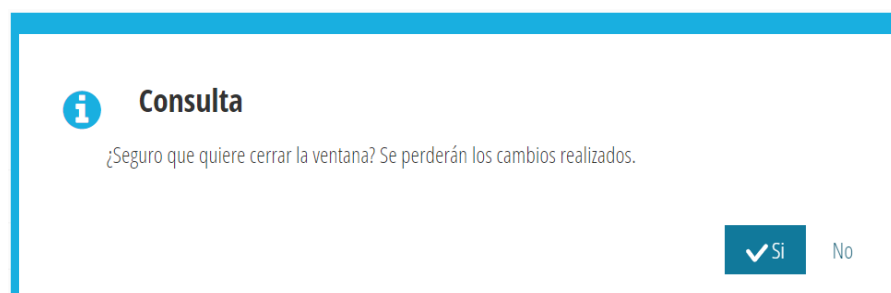 Consulta
¿Seguro que quiere cerrar la ventana? Se perderán los cambios realizados.
Si
No